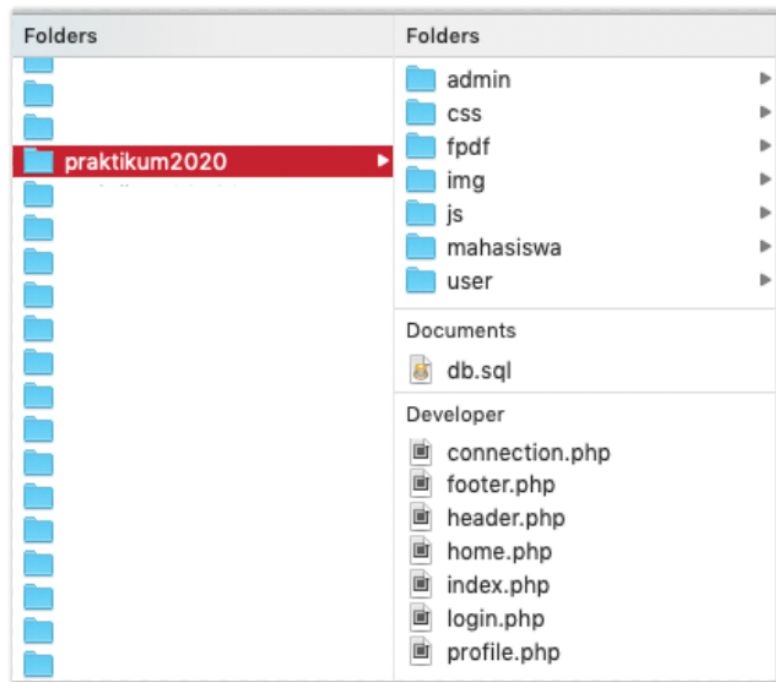 Folders
praktikum2020
Folders
admin
css
fpdf
img
js
mahasiswa
user
Documents
db.sql
Developer
connection.php
footer.php
header.php
home.php
index.php
login.php
profile.php